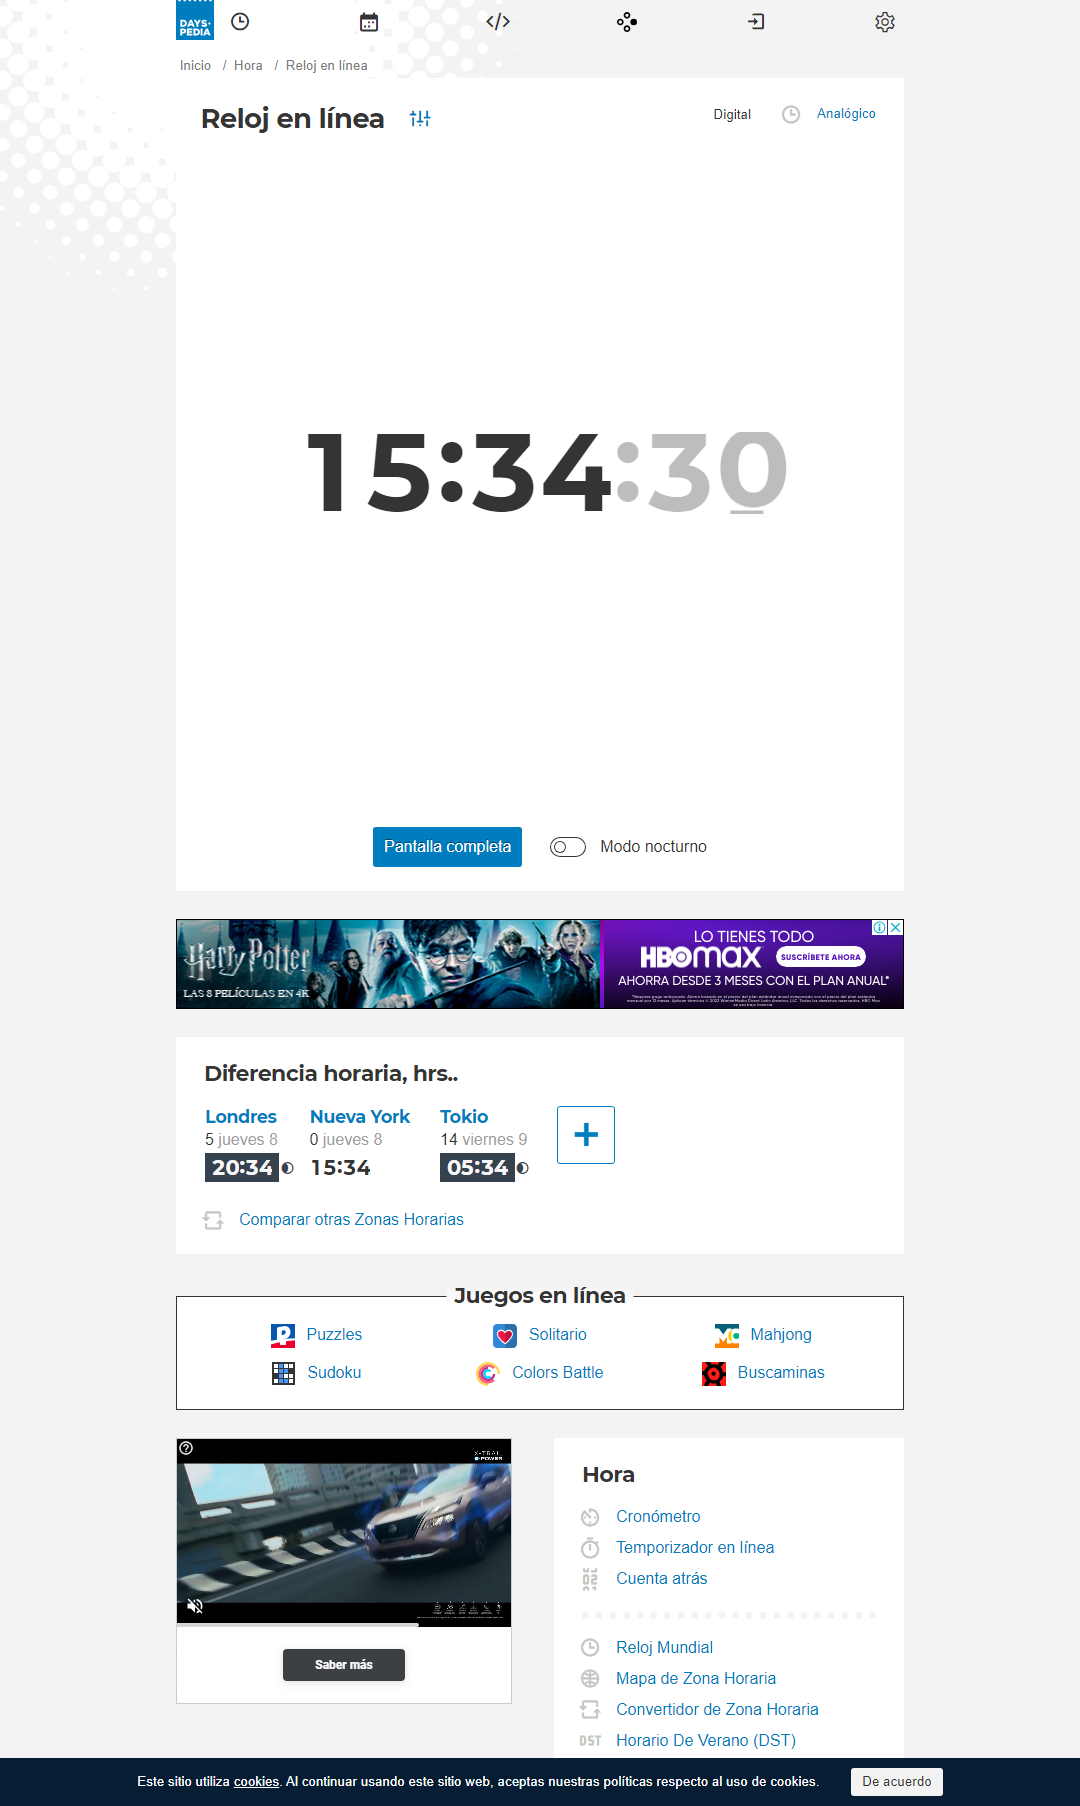 DAYS•
PEDIA
Inicio / Hora / Reloj en línea
Reloj en línea
Digital
Analógico
15:34:30
Pantalla completa
Modo nocturno
Harry Potter
LAS 8 PELÍCULAS EN 4K
LO TIENES TODO
HBOMAX
SUSCRÍBETE AHORA
AHORRA DESDE 3 MESES CON EL PLAN ANUAL*
Diferencia horaria, hrs..
Londres
5 jueves 8
20:34
Nueva York
0 jueves 8
15:34
Tokio
14 viernes 9
05:34
+
Comparar otras Zonas Horarias
Juegos en línea
Puzzles
Solitario
Mahjong
Sudoku
Colors Battle
Buscaminas
X-TRAIL
e-POWER
Saber más
Hora
Cronómetro
Temporizador en línea
Cuenta atrás
Reloj Mundial
Mapa de Zona Horaria
Convertidor de Zona Horaria
DST Horario De Verano (DST)
Este sitio utiliza cookies. Al continuar usando este sitio web, aceptas nuestras políticas respecto al uso de cookies.
De acuerdo